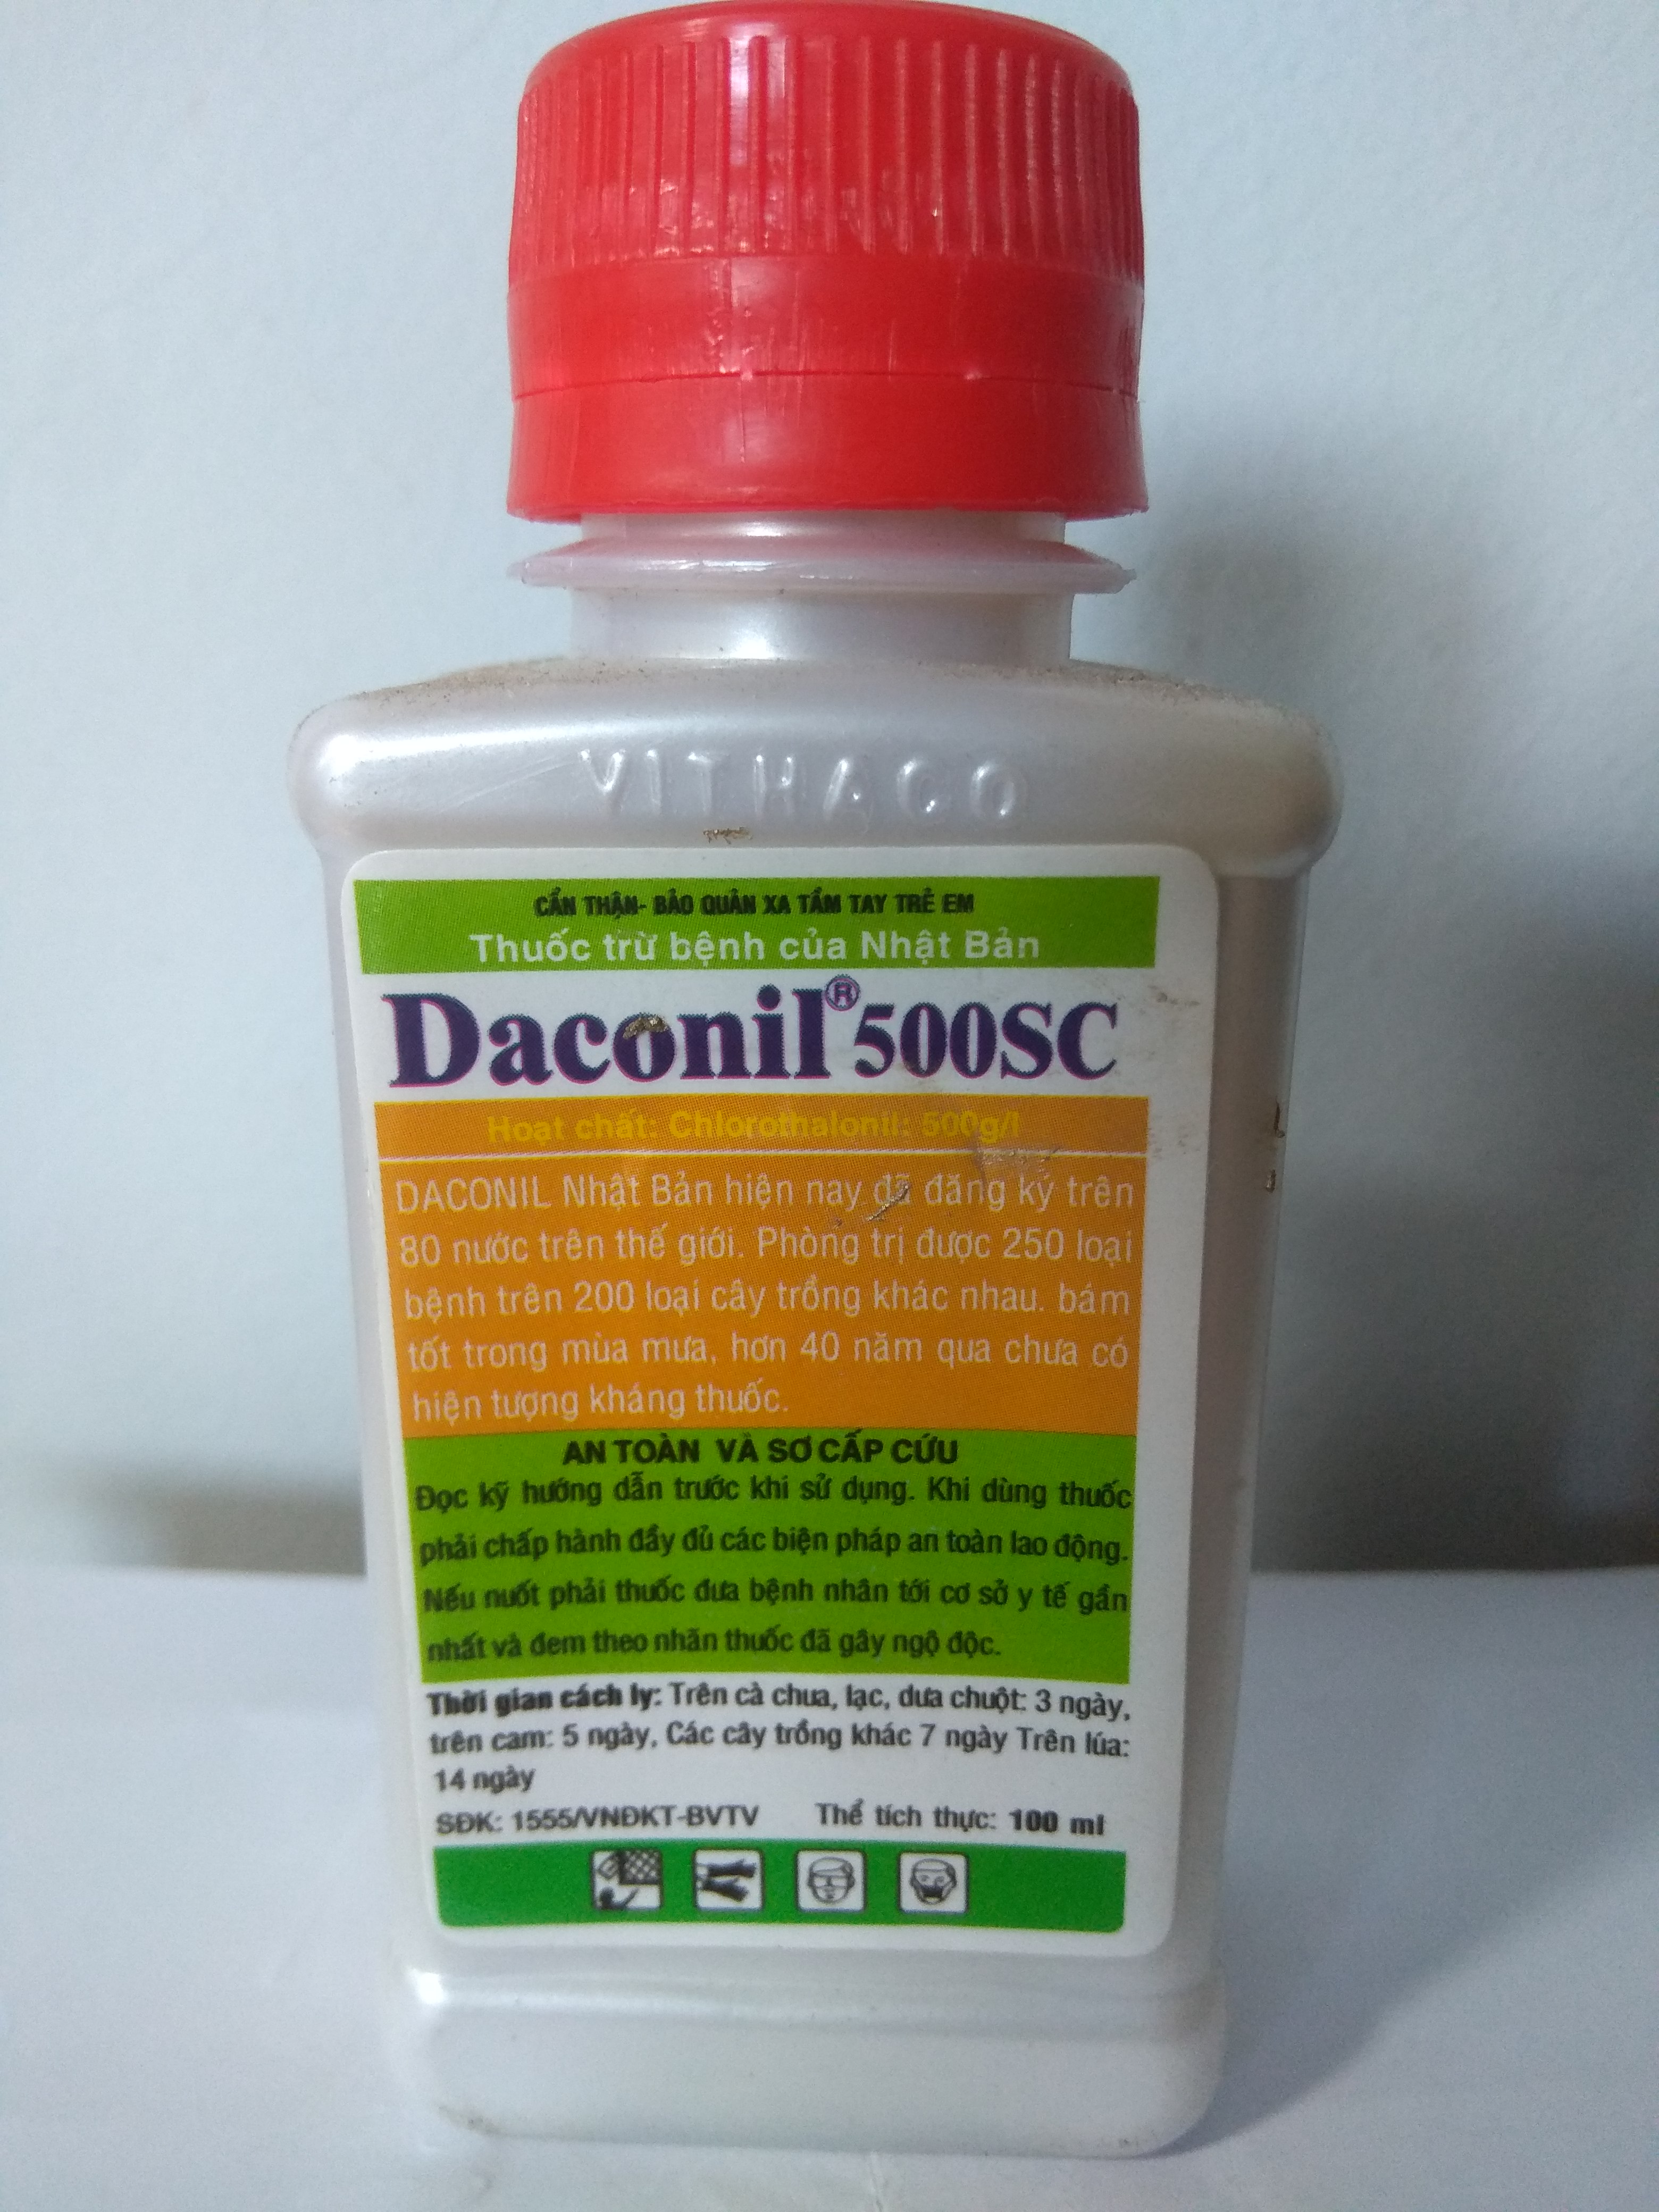 VITHACO
CẨN THẬN- BẢO QUẢN XA TẦM TAY TRẺ EM
Thuốc trừ bệnh của Nhật Bản
Daconil® 500SC
Hoạt chất: Chlorothalonil: 500g/l
DACONIL Nhật Bản hiện nay đã đăng ký trên
80 nước trên thế giới. Phòng trị được 250 loại
bệnh trên 200 loại cây trồng khác nhau. bám
tốt trong mùa mưa, hơn 40 năm qua chưa có
hiện tượng kháng thuốc.
AN TOÀN VÀ SƠ CẤP CỨU
Đọc kỹ hướng dẫn trước khi sử dụng. Khi dùng thuốc
phải chấp hành đầy đủ các biện pháp an toàn lao động.
Nếu nuốt phải thuốc đưa bệnh nhân tới cơ sở y tế gần
nhất và đem theo nhãn thuốc đã gây ngộ độc.
Thời gian cách ly: Trên cà chua, lạc, dưa chuột: 3 ngày,
trên cam: 5 ngày, Các cây trồng khác 7 ngày Trên lúa:
14 ngày
SĐK: 1555/VNĐKT-BVTV Thể tích thực: 100 ml